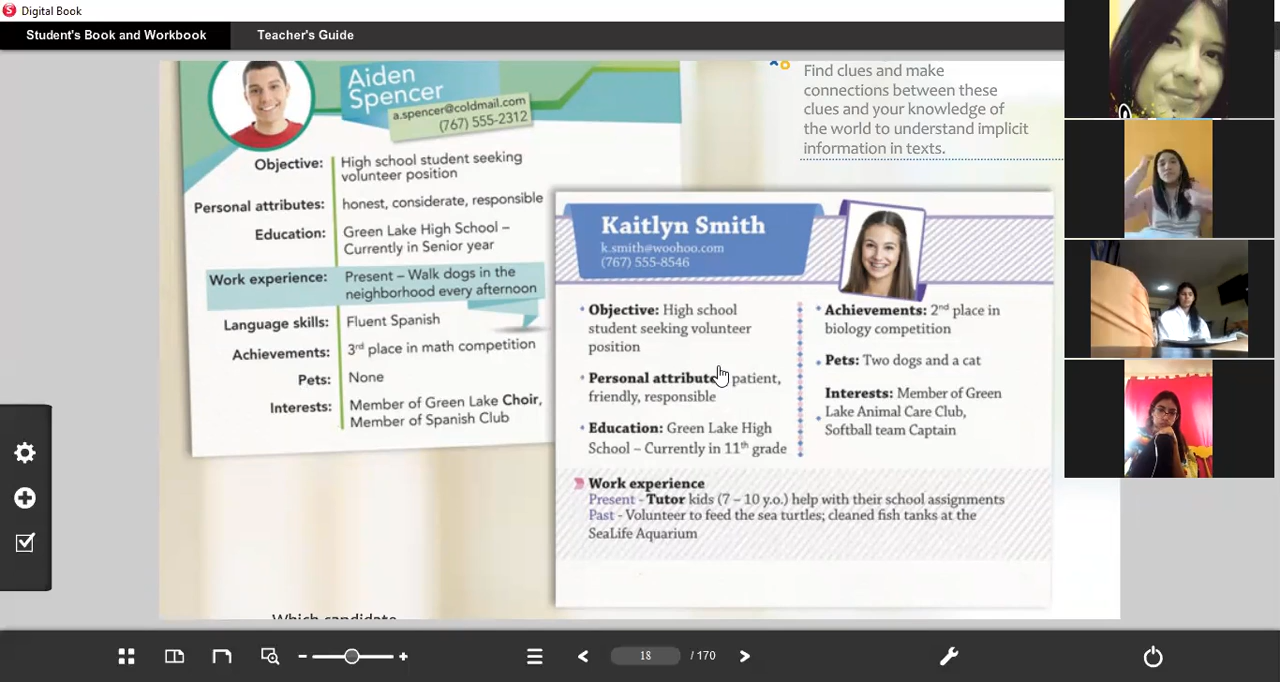 Digital Book
Student's Book and Workbook
Teacher's Guide
Aiden
Spencer
a.spencer@coldmail.com
(767) 555-2312
Objective: High school student seeking
volunteer position
Personal attributes: honest, considerate, responsible
Education: Green Lake High School –
Currently in Senior year
Work experience: Present – Walk dogs in the
neighborhood every afternoon
Language skills: Fluent Spanish
Achievements: 3rd place in math competition
Pets: None
Interests: Member of Green Lake Choir,
Member of Spanish Club
Find clues and make
connections between these
clues and your knowledge of
the world to understand implicit
information in texts.
Kaitlyn Smith
k.smith@woohoo.com
(767) 555-8546
• Objective: High school
student seeking volunteer
position
• Personal attribute patient,
friendly, responsible
• Education: Green Lake High
School – Currently in 11th grade
• Achievements: 2nd place in
biology competition
• Pets: Two dogs and a cat
Interests: Member of Green
Lake Animal Care Club,
• Softball team Captain
Work experience
Present - Tutor kids (7 – 10 y.o.) help with their school assignments
Past - Volunteer to feed the sea turtles; cleaned fish tanks at the
SeaLife Aquarium
Which candidate
18 / 170